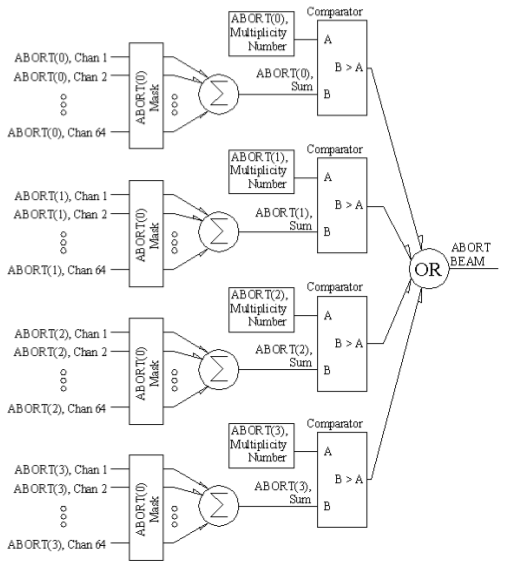 ABORT(0), Multiplicity Number
Comparator
A
B > A
B
ABORT(0), Chan 1
ABORT(0), Chan 2
ABORT(0), Chan 64
ABORT(0) Mask
∑
ABORT(0), Sum
ABORT(1), Multiplicity Number
Comparator
A
B > A
B
ABORT(1), Chan 1
ABORT(1), Chan 2
ABORT(1), Chan 64
ABORT(0) Mask
∑
ABORT(1), Sum
OR
ABORT BEAM
ABORT(2), Multiplicity Number
Comparator
A
B > A
B
ABORT(2), Chan 1
ABORT(2), Chan 2
ABORT(2), Chan 64
ABORT(0) Mask
∑
ABORT(2), Sum
ABORT(3), Multiplicity Number
Comparator
A
B > A
B
ABORT(3), Chan 1
ABORT(3), Chan 2
ABORT(3), Chan 64
ABORT(0) Mask
∑
ABORT(3), Sum